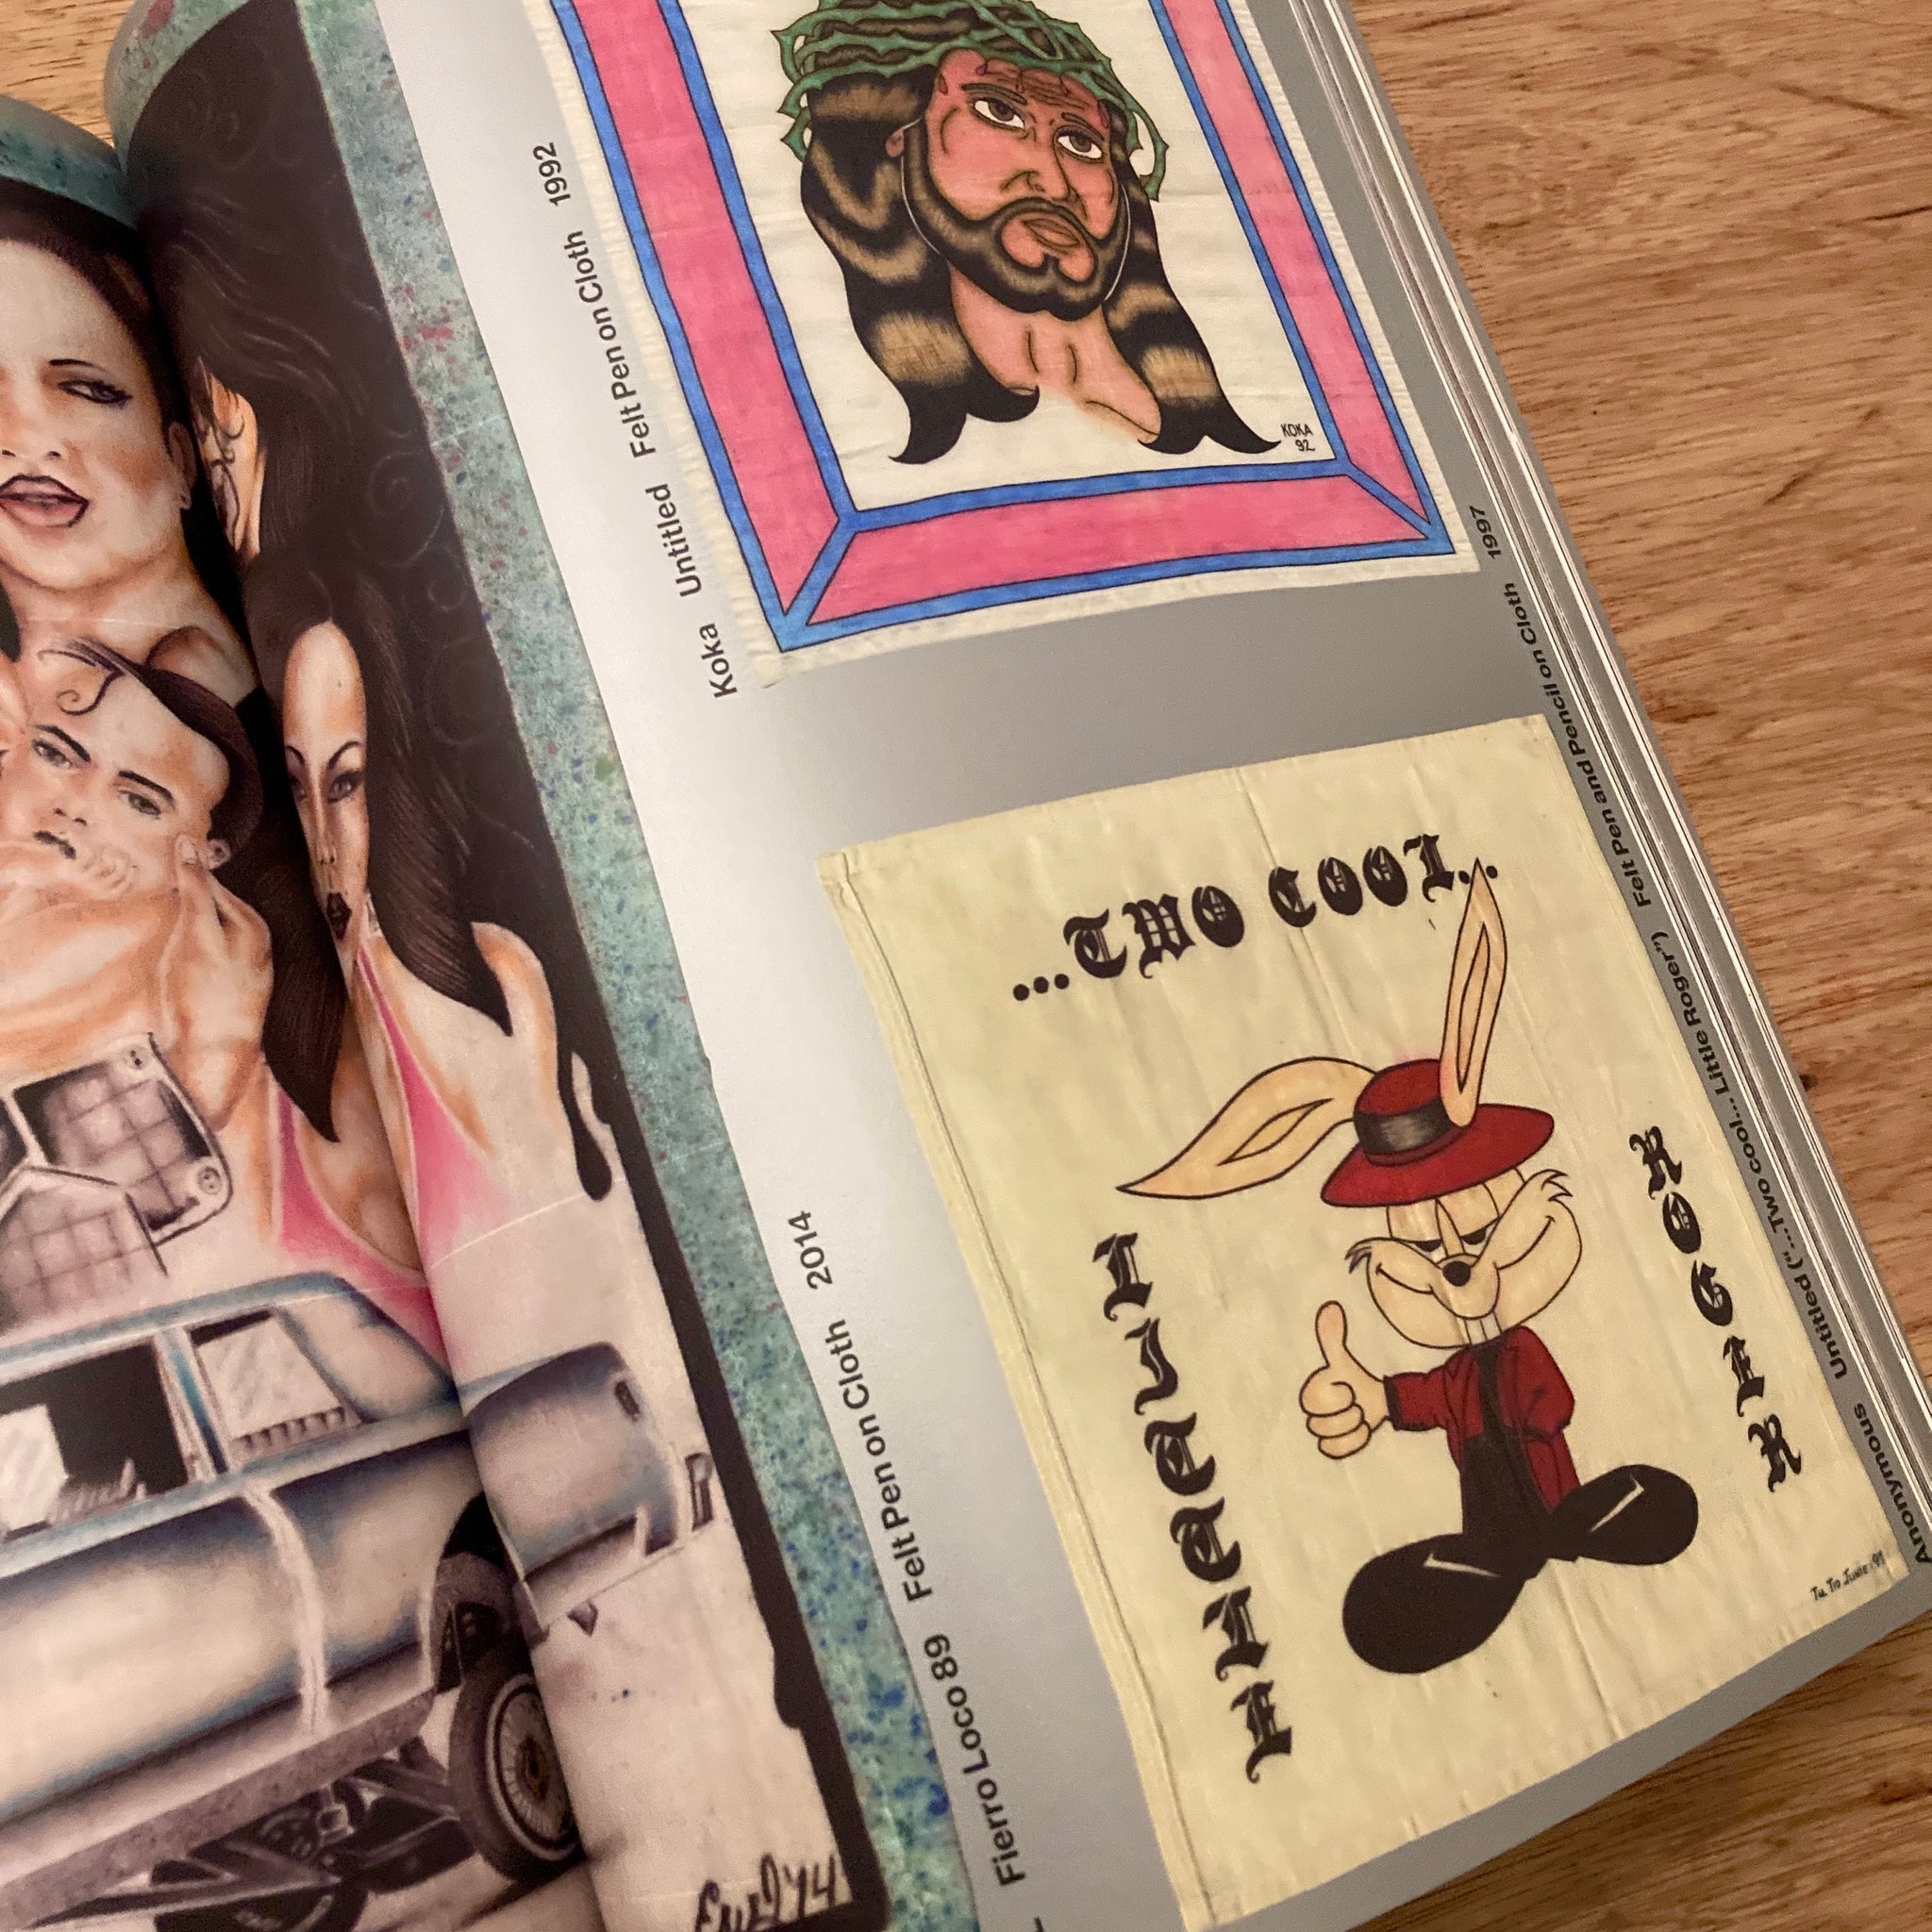 Koka Untitled Felt Pen on Cloth 1992
KOKA
92
Fierro Loco 89 Felt Pen on Cloth 2014
...TWO COOL..
LITTLE
ROGER
Anonymous Untitled (“...Two cool... Little Roger”) Felt Pen and Pencil on Cloth 1997